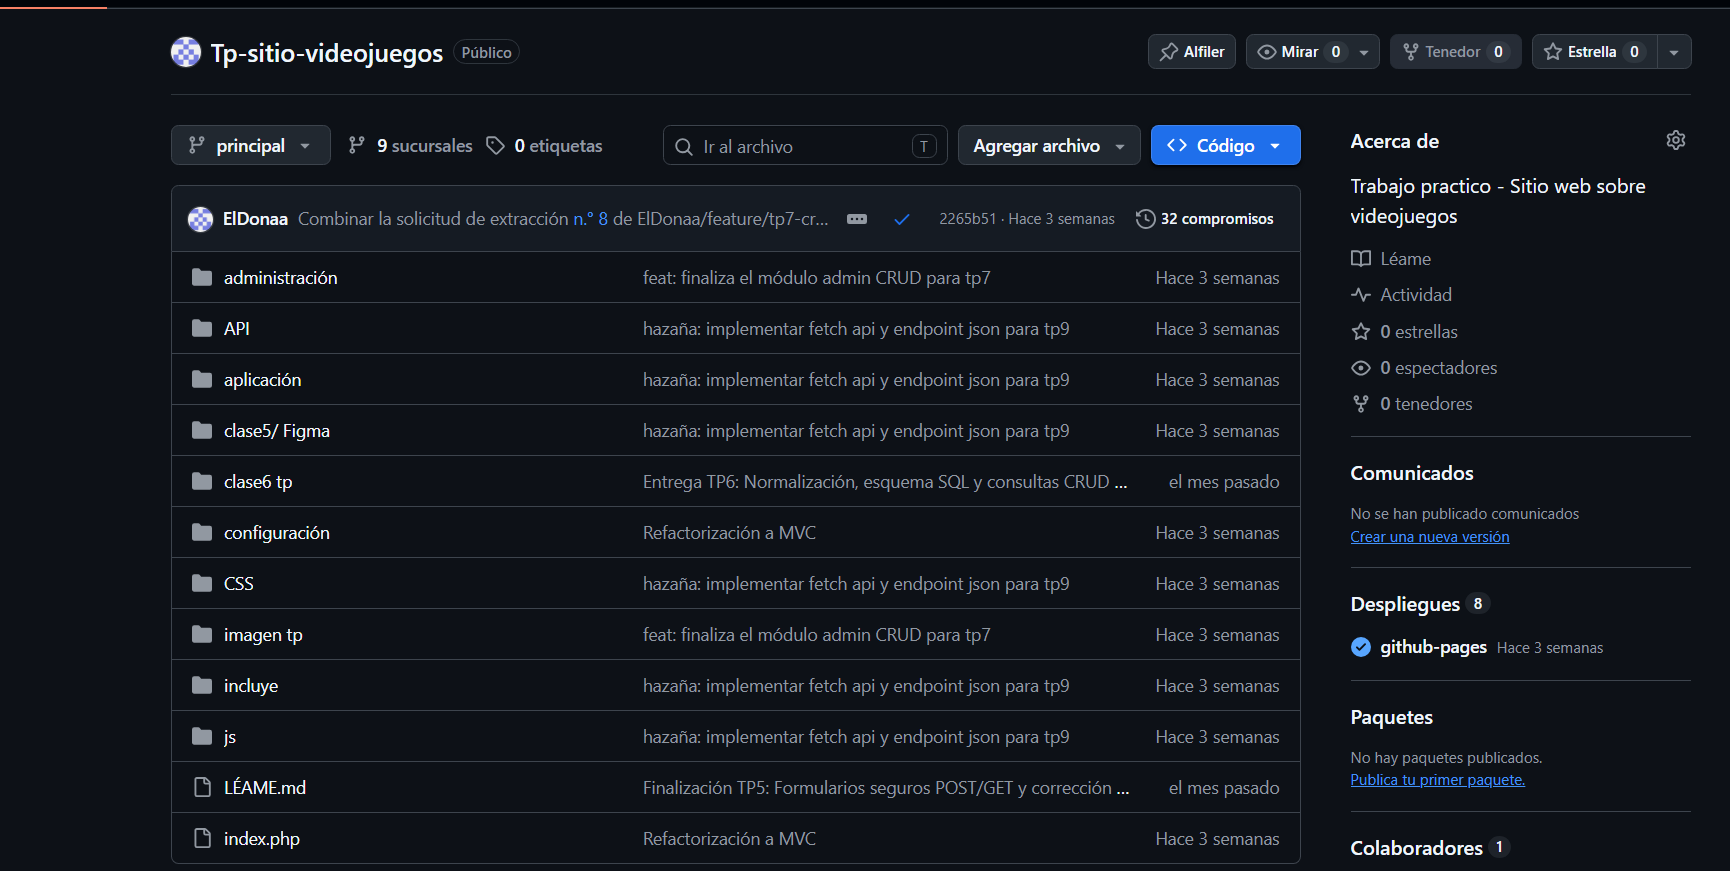 Tp-sitio-videojuegos Público Alfiler Mirar 0 Tenedor 0 Estrella 0
principal 9 sucursales 0 etiquetas Ir al archivo T Agregar archivo Código
ElDonaa Combinar la solicitud de extracción n.° 8 de ElDonaa/feature/tp7-cr... 2265b51 · Hace 3 semanas 32 compromisos
administración feat: finaliza el módulo admin CRUD para tp7 Hace 3 semanas
API hazaña: implementar fetch api y endpoint json para tp9 Hace 3 semanas
aplicación hazaña: implementar fetch api y endpoint json para tp9 Hace 3 semanas
clase5/ Figma hazaña: implementar fetch api y endpoint json para tp9 Hace 3 semanas
clase6 tp Entrega TP6: Normalización, esquema SQL y consultas CRUD ... el mes pasado
configuración Refactorización a MVC Hace 3 semanas
CSS hazaña: implementar fetch api y endpoint json para tp9 Hace 3 semanas
imagen tp feat: finaliza el módulo admin CRUD para tp7 Hace 3 semanas
incluye hazaña: implementar fetch api y endpoint json para tp9 Hace 3 semanas
js hazaña: implementar fetch api y endpoint json para tp9 Hace 3 semanas
LÉAME.md Finalización TP5: Formularios seguros POST/GET y corrección ... el mes pasado
index.php Refactorización a MVC Hace 3 semanas
Acerca de
Trabajo practico - Sitio web sobre
videojuegos
Léame
Actividad
0 estrellas
0 espectadores
0 tenedores
Comunicados
No se han publicado comunicados
Crear una nueva versión
Despliegues 8
github-pages Hace 3 semanas
Paquetes
No hay paquetes publicados.
Publica tu primer paquete.
Colaboradores 1